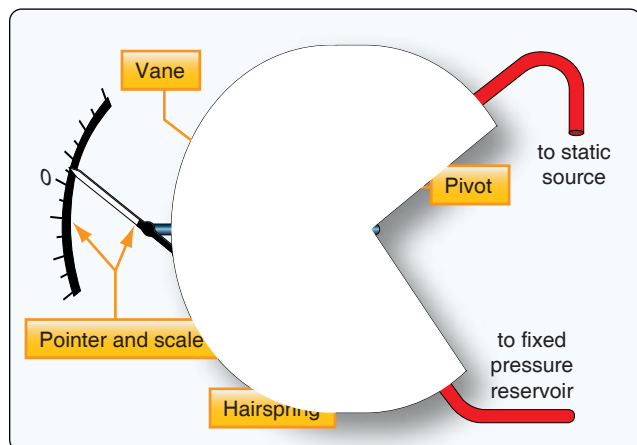 Vane
to static
source
0
Pivot
Pointer and scale
to fixed
pressure
reservoir
Hairspring